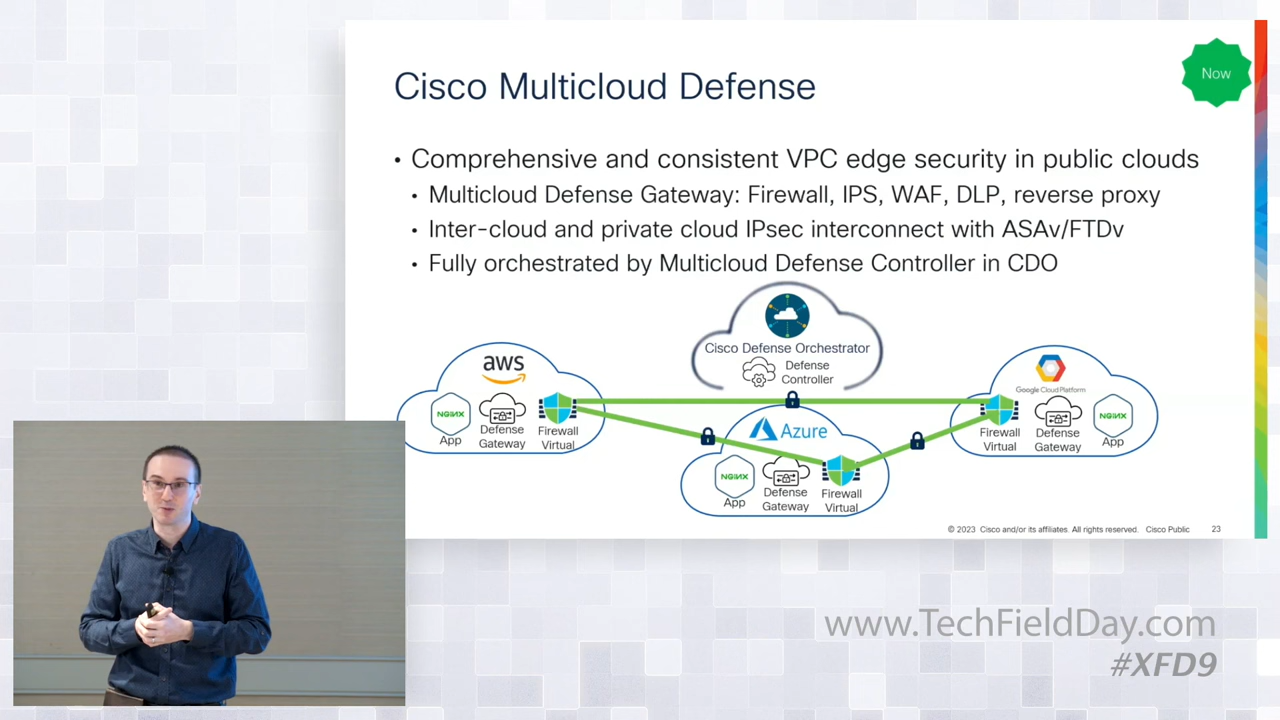 Now
Cisco Multicloud Defense
• Comprehensive and consistent VPC edge security in public clouds
• Multicloud Defense Gateway: Firewall, IPS, WAF, DLP, reverse proxy
• Inter-cloud and private cloud IPsec interconnect with ASAv/FTDv
• Fully orchestrated by Multicloud Defense Controller in CDO
Cisco Defense Orchestrator
Defense
Controller
aws
NGINX
App
Defense
Gateway
Firewall
Virtual
Azure
NGINX
App
Defense
Gateway
Firewall
Virtual
Google Cloud Platform
Firewall
Virtual
Defense
Gateway
NGINX
App
© 2023 Cisco and/or its affiliates. All rights reserved. Cisco Public 23
www.TechFieldDay.com
#XFD9